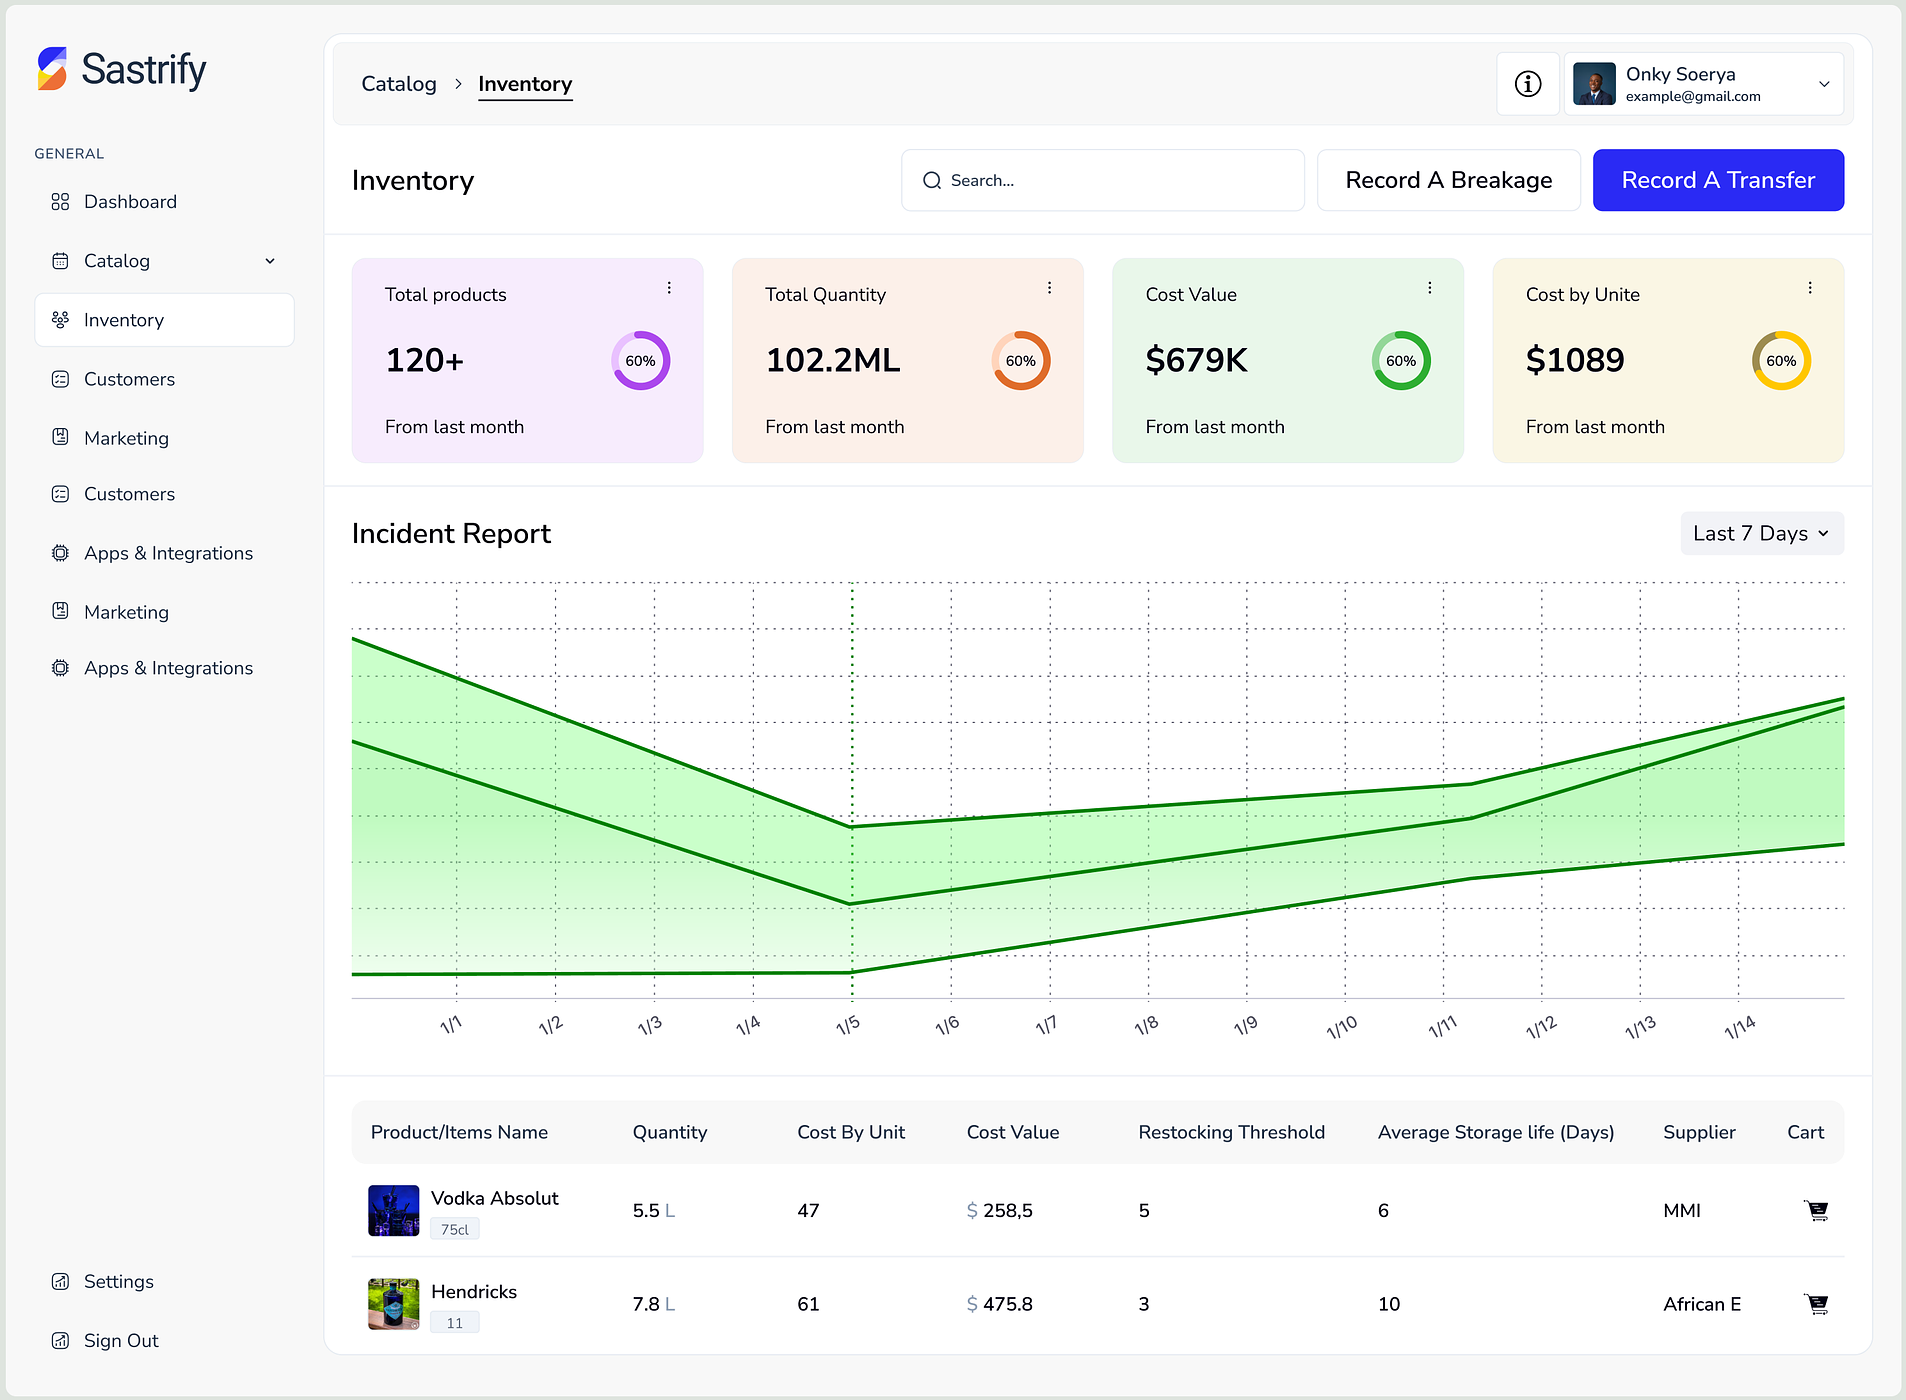 Sastrify
GENERAL
Dashboard
Catalog
Inventory
Customers
Marketing
Customers
Apps & Integrations
Marketing
Apps & Integrations
Settings
Sign Out
Catalog > Inventory
Onky Soerya
example@gmail.com
Inventory
Search...
Record A Breakage
Record A Transfer
Total products
120+
60%
From last month
Total Quantity
102.2ML
60%
From last month
Cost Value
$679K
60%
From last month
Cost by Unite
$1089
60%
From last month
Incident Report
Last 7 Days
1/1 1/2 1/3 1/4 1/5 1/6 1/7 1/8 1/9 1/10 1/11 1/12 1/13 1/14
Product/Items Name Quantity Cost By Unit Cost Value Restocking Threshold Average Storage life (Days) Supplier Cart
Vodka Absolut
75cl
5.5 L 47 $ 258,5 5 6 MMI
Hendricks
11
7.8 L 61 $ 475.8 3 10 African E